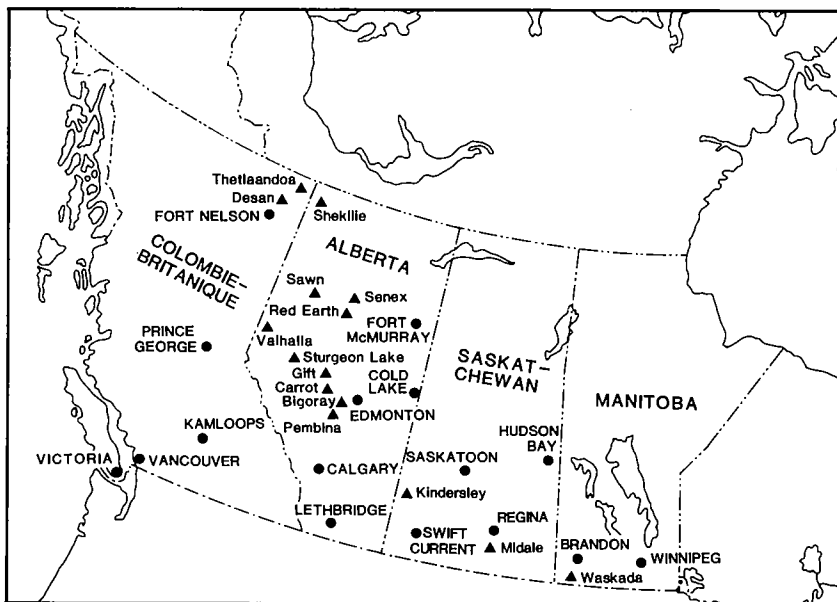 Thetlaandoa
Desan
FORT NELSON
Shekilie
COLOMBIE-
BRITANIQUE
ALBERTA
Sawn
Senex
Red Earth
FORT
McMURRAY
Valhalla
PRINCE
GEORGE
Sturgeon Lake
Gift
Carrot
COLD
LAKE
Bigoray
EDMONTON
Pembina
SASKAT-
CHEWAN
MANITOBA
KAMLOOPS
VICTORIA
VANCOUVER
CALGARY
SASKATOON
HUDSON
BAY
Kindersley
LETHBRIDGE
SWIFT
CURRENT
REGINA
Midale
BRANDON
WINNIPEG
Waskada